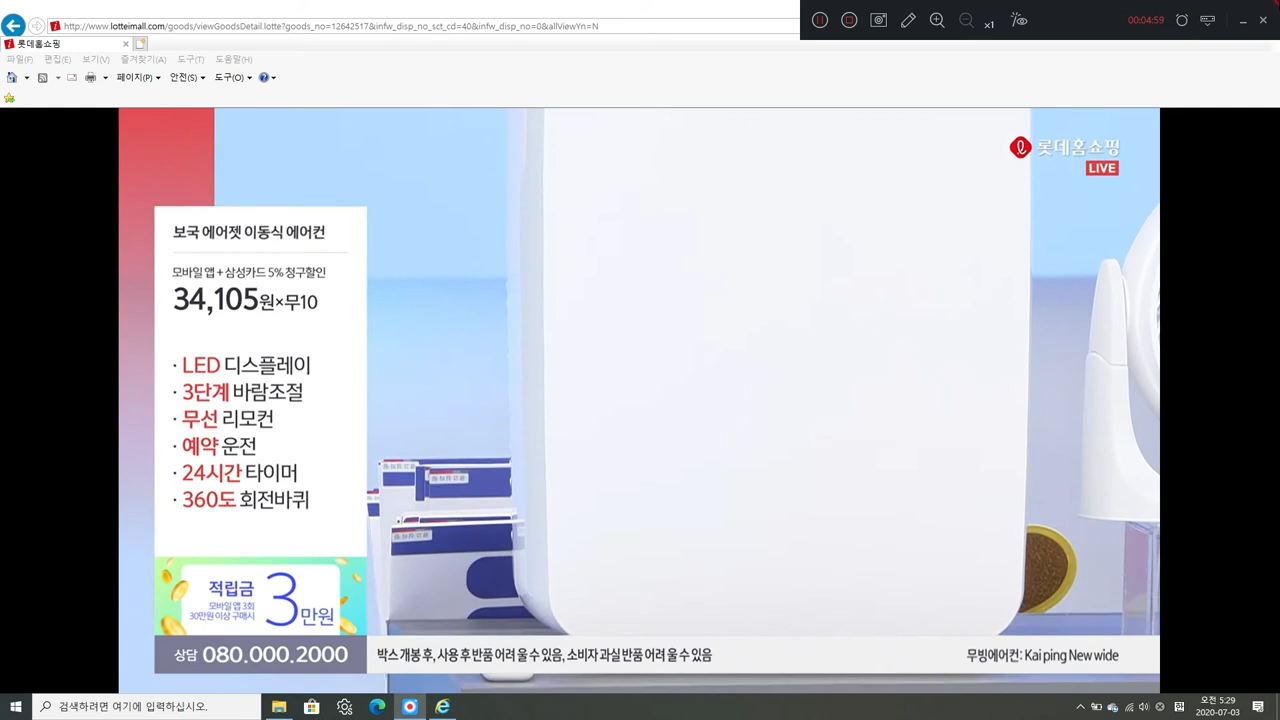 http://www.lotteimall.com/goods/viewGoodsDetail.lotte?goods_no=12642517&infw_disp_no_sct_cd=40&infw_disp_no=0&allViewYn=N
x1
00:04:59
롯데홈쇼핑
파일(F) 편집(E) 보기(V) 즐겨찾기(A) 도구(T) 도움말(H)
페이지(P) 안전(S) 도구(O)
롯데홈쇼핑
LIVE
보국 에어젯 이동식 에어컨
모바일 앱 + 삼성카드 5% 청구할인
34,105원×무10
· LED 디스플레이
· 3단계 바람조절
· 무선 리모컨
· 예약 운전
· 24시간 타이머
· 360도 회전바퀴
적립금
모바일 앱 3회
30만원 이상 구매시
3만원
상담 080.000.2000
박스 개봉 후, 사용 후 반품 어려울 수 있음, 소비자 과실 반품 어려울 수 있음
무빙에어컨: Kai ping New wide
검색하려면 여기에 입력하십시오.
오전 5:29
2020-07-03